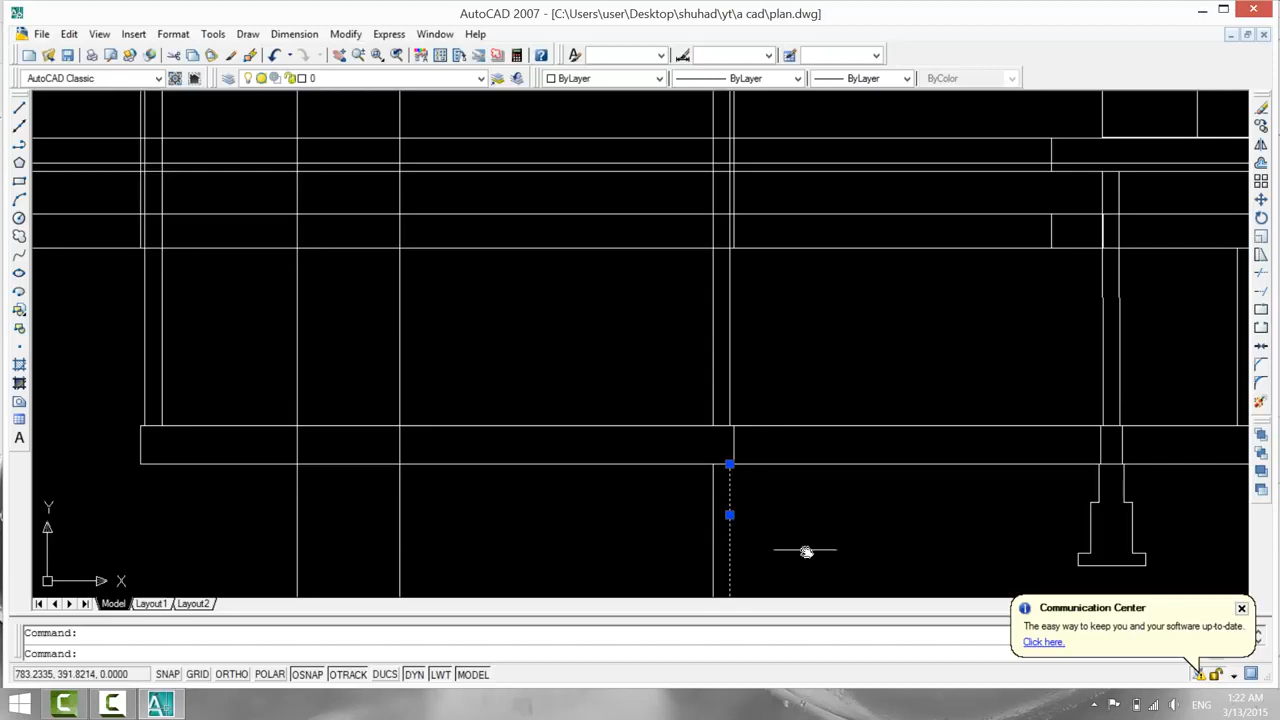 AutoCAD 2007 - [C:\Users\user\Desktop\shuhad\yt\a cad\plan.dwg]
File Edit View Insert Format Tools Draw Dimension Modify Express Window Help
AutoCAD Classic 0 ByLayer ByLayer ByLayer ByColor
A
Y
X
Model Layout1 Layout2
Communication Center
The easy way to keep you and your software up-to-date.
Click here.
Command:
Command:
783.2335, 391.8214, 0.0000 SNAP GRID ORTHO POLAR OSNAP OTRACK DUCS DYN LWT MODEL
ENG
1:22 AM
3/13/2015